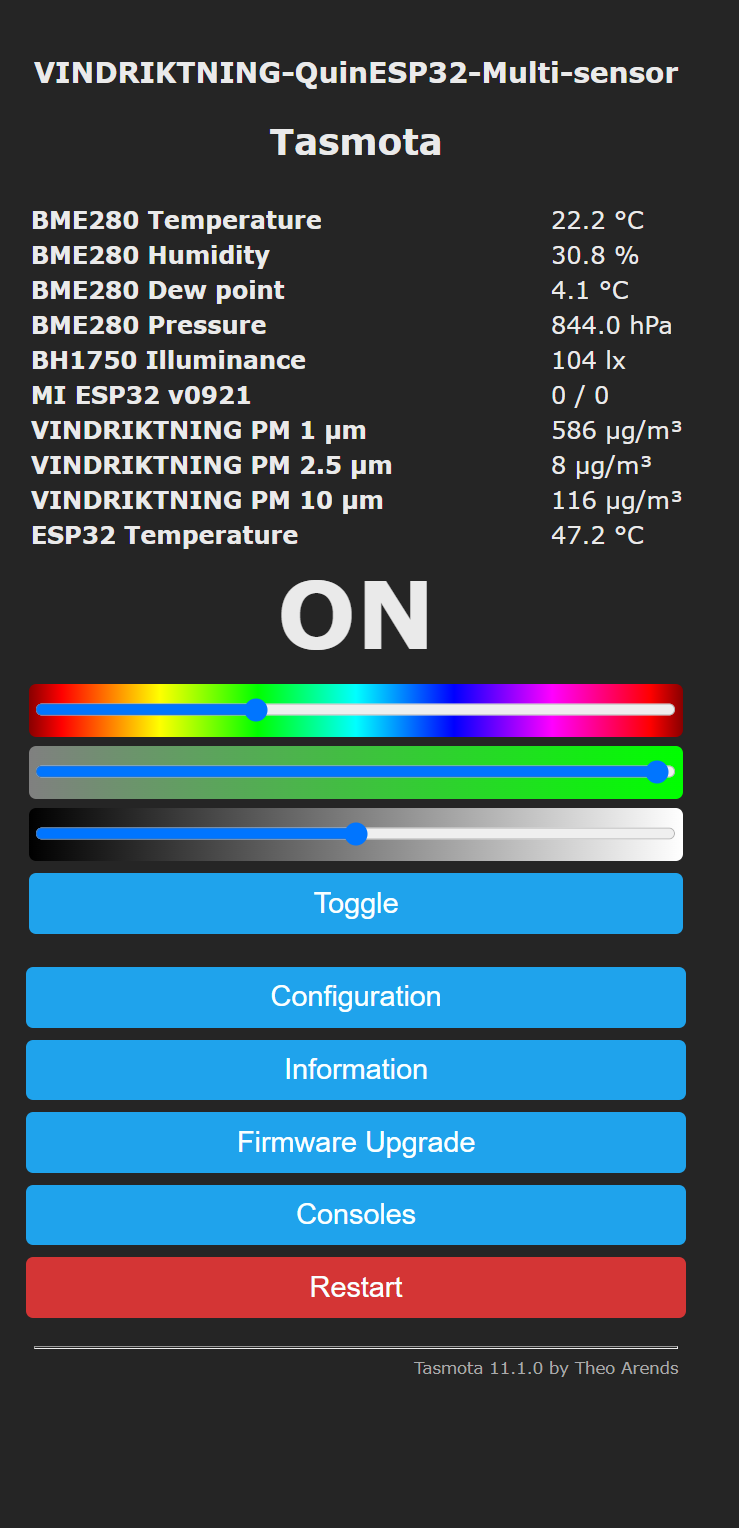 VINDRIKTNING-QuinESP32-Multi-sensor
Tasmota
BME280 Temperature 22.2 °C
BME280 Humidity 30.8 %
BME280 Dew point 4.1 °C
BME280 Pressure 844.0 hPa
BH1750 Illuminance 104 lx
MI ESP32 v0921 0 / 0
VINDRIKTNING PM 1 µm 586 µg/m³
VINDRIKTNING PM 2.5 µm 8 µg/m³
VINDRIKTNING PM 10 µm 116 µg/m³
ESP32 Temperature 47.2 °C
ON
Toggle
Configuration
Information
Firmware Upgrade
Consoles
Restart
Tasmota 11.1.0 by Theo Arends